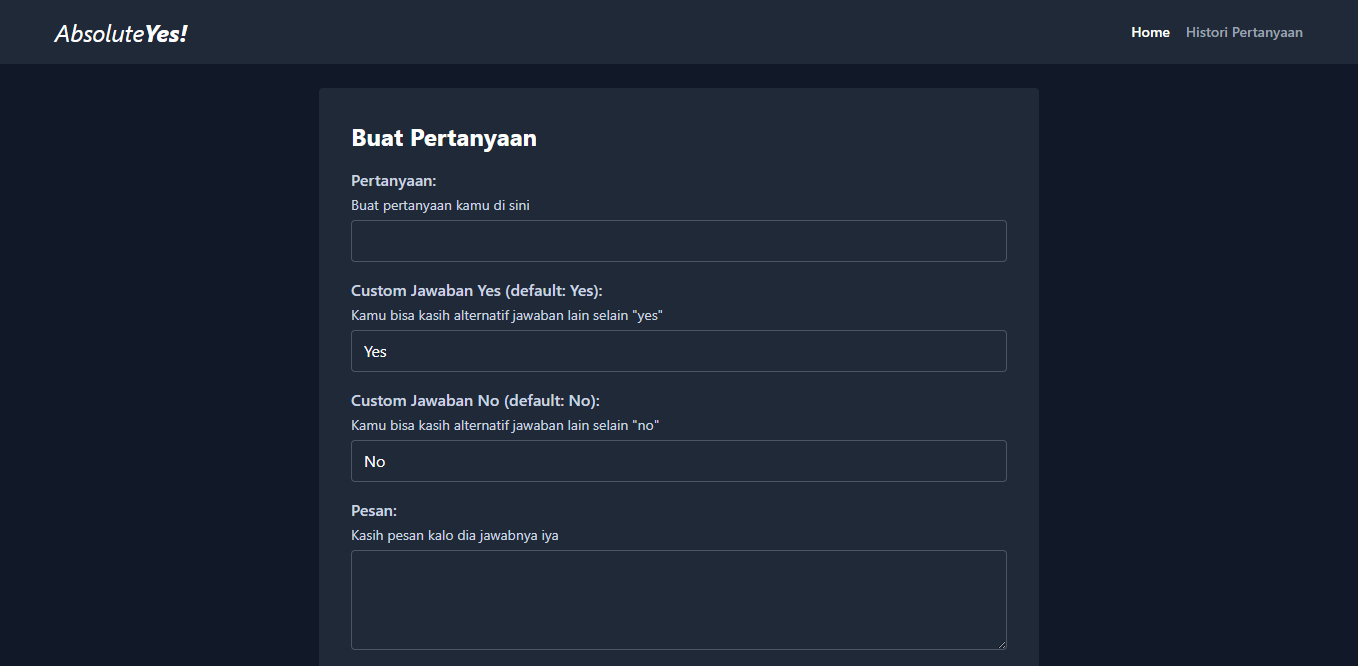 AbsoluteYes!
Home
Histori Pertanyaan
Buat Pertanyaan
Pertanyaan:
Buat pertanyaan kamu di sini
Custom Jawaban Yes (default: Yes):
Kamu bisa kasih alternatif jawaban lain selain "yes"
Yes
Custom Jawaban No (default: No):
Kamu bisa kasih alternatif jawaban lain selain "no"
No
Pesan:
Kasih pesan kalo dia jawabnya iya